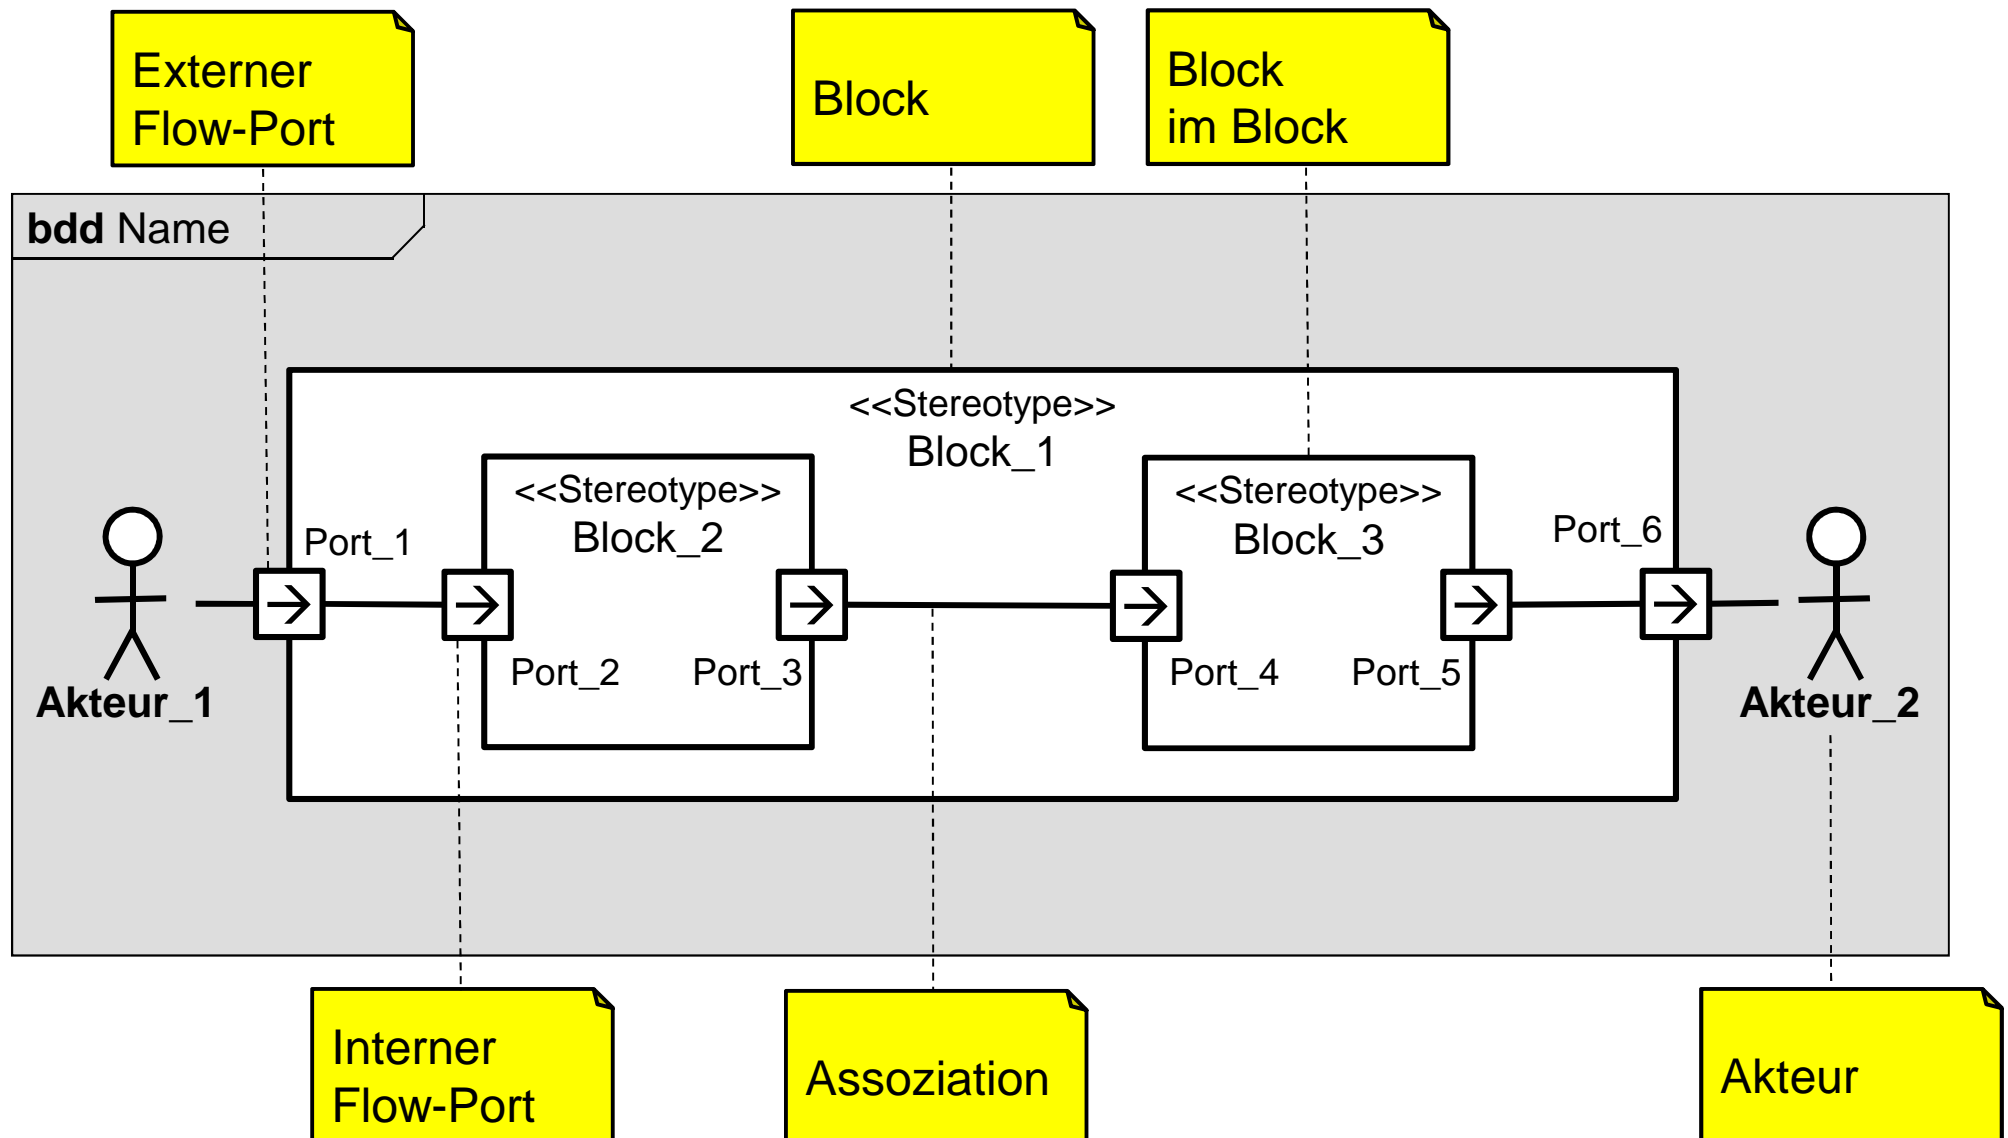 Externer
Flow-Port
Block
Block
im Block
bdd Name
<<Stereotype>>
Block_1
<<Stereotype>>
Block_2
<<Stereotype>>
Block_3
Port_1
Port_6
Port_2
Port_3
Port_4
Port_5
Akteur_1
Akteur_2
Interner
Flow-Port
Assoziation
Akteur